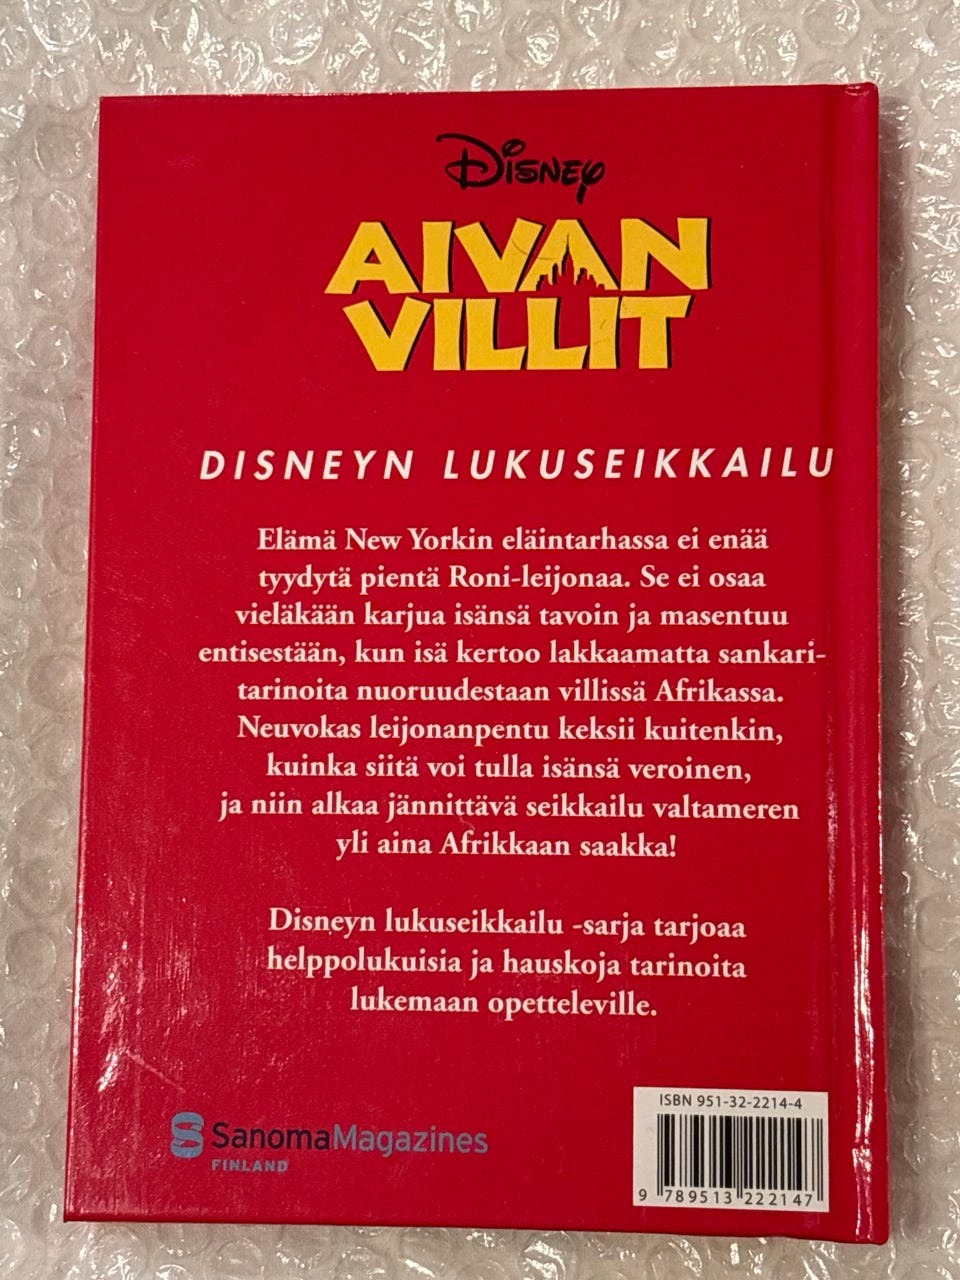 Disney
AIVAN
VILLIT
DISNEYN LUKUSEIKKAILU
Elämä New Yorkin eläintarhassa ei enää
tyydytä pientä Roni-leijonaa. Se ei osaa
vieläkään karjua isänsä tavoin ja masentuu
entisestään, kun isä kertoo lakkaamatta sankari-
tarinoita nuoruudestaan villissä Afrikassa.
Neuvokas leijonanpentu keksii kuitenkin,
kuinka siitä voi tulla isänsä veroinen,
ja niin alkaa jännittävä seikkailu valtameren
yli aina Afrikkaan saakka!
Disneyn lukuseikkailu -sarja tarjoaa
helppolukuisia ja hauskoja tarinoita
lukemaan opetteleville.
ISBN 951-32-2214-4
SanomaMagazines
FINLAND
9 789513 222147